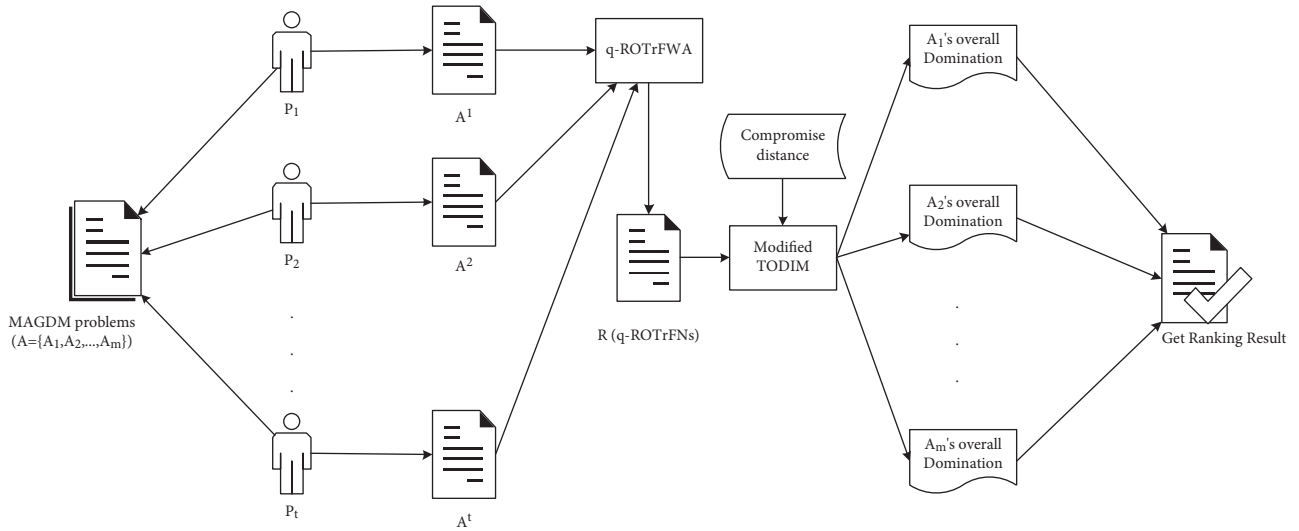 MAGDM problems
(A={A₁,A₂,...,Aₘ})
P₁
P₂
.
.
.
Pₜ
A¹
A²
Aᵗ
q-ROTrFWA
R (q-ROTrFNs)
Compromise
distance
Modified
TODIM
A₁'s overall
Domination
A₂'s overall
Domination
.
.
.
Aₘ's overall
Domination
Get Ranking Result